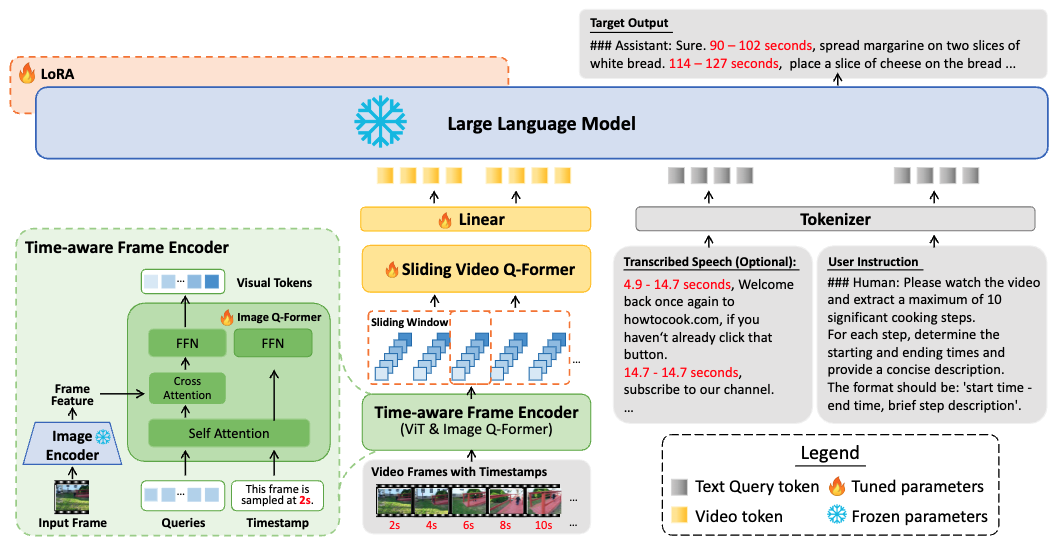 Target Output
### Assistant: Sure. 90 – 102 seconds, spread margarine on two slices of
white bread. 114 – 127 seconds, place a slice of cheese on the bread ...
LoRA
Large Language Model
Linear
Tokenizer
Sliding Video Q-Former
Sliding Window
...
Time-aware Frame Encoder
(ViT & Image Q-Former)
Video Frames with Timestamps
...
2s 4s 6s 8s 10s ...
Time-aware Frame Encoder
... Visual Tokens
Image Q-Former
FFN FFN
Cross
Attention
Frame
Feature
Self Attention
Image
Encoder
...
This frame is
sampled at 2s.
Input Frame Queries Timestamp
Transcribed Speech (Optional):
4.9 - 14.7 seconds, Welcome
back once again to
howtocook.com, if you
haven't already click that
button.
14.7 - 14.7 seconds,
subscribe to our channel.
...
User Instruction
### Human: Please watch the video
and extract a maximum of 10
significant cooking steps.
For each step, determine the
starting and ending times and
provide a concise description.
The format should be: 'start time -
end time, brief step description'.
Legend
Text Query token Tuned parameters
Video token Frozen parameters